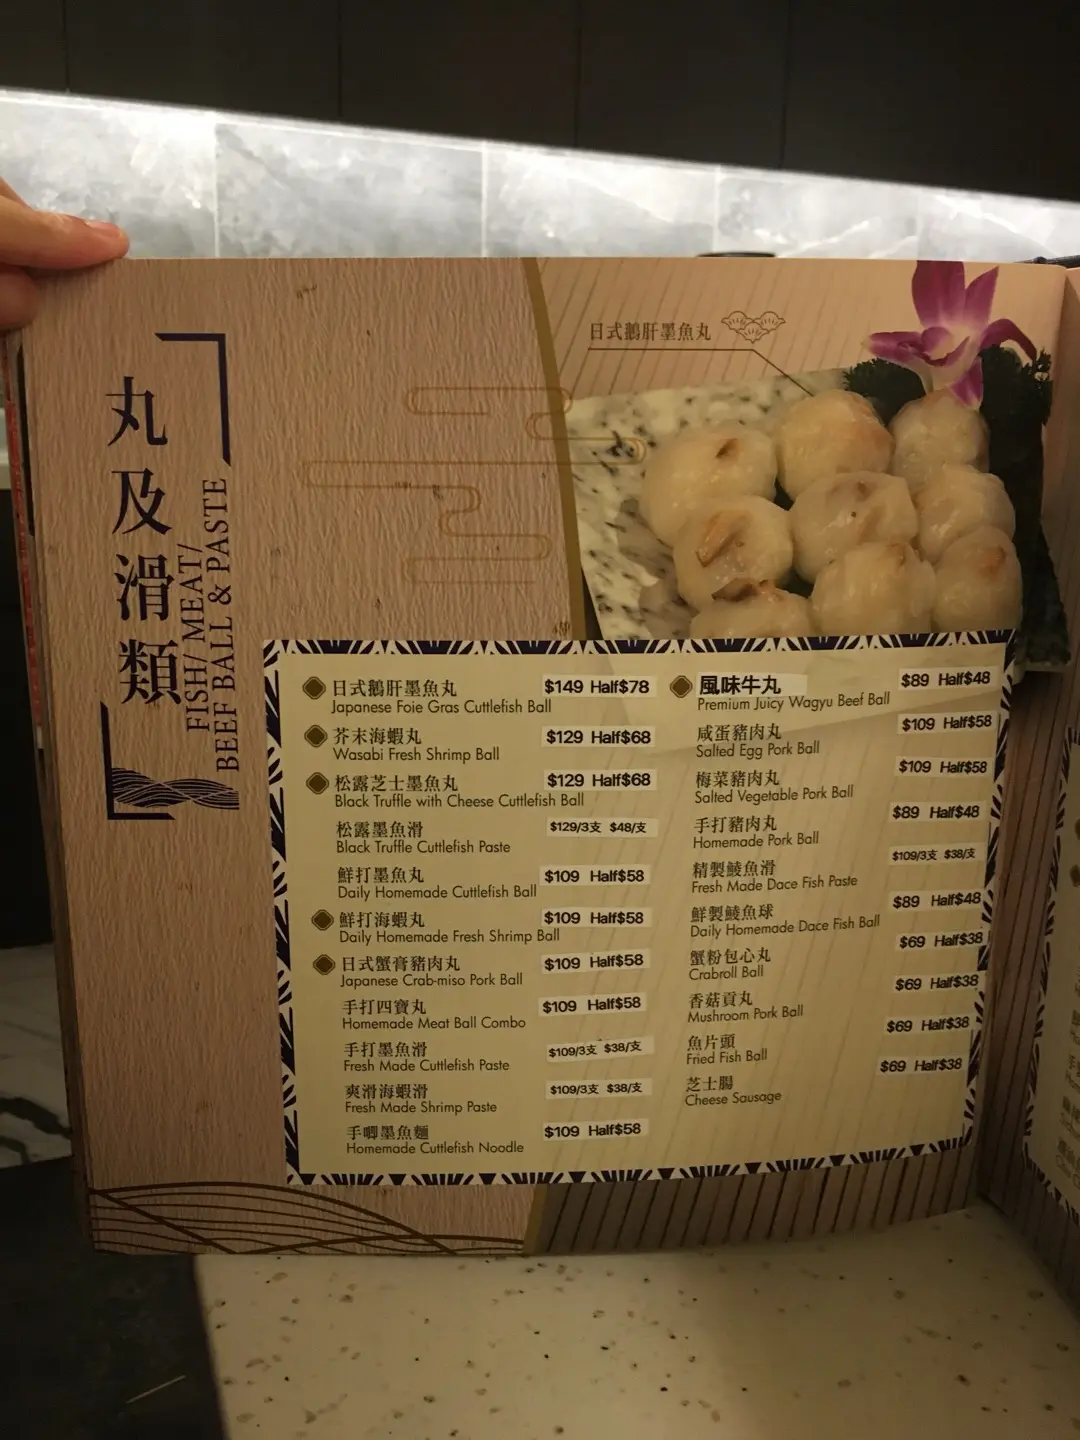 丸及滑類
FISH/ MEAT/
BEEF BALL & PASTE
日式鵝肝墨魚丸
日式鵝肝墨魚丸 $149 Half$78
Japanese Foie Gras Cuttlefish Ball
芥末海蝦丸 $129 Half$68
Wasabi Fresh Shrimp Ball
松露芝士墨魚丸 $129 Half$68
Black Truffle with Cheese Cuttlefish Ball
松露墨魚滑 $129/3支 $48/支
Black Truffle Cuttlefish Paste
鮮打墨魚丸 $109 Half$58
Daily Homemade Cuttlefish Ball
鮮打海蝦丸 $109 Half$58
Daily Homemade Fresh Shrimp Ball
日式蟹膏豬肉丸 $109 Half$58
Japanese Crab-miso Pork Ball
手打四寶丸 $109 Half$58
Homemade Meat Ball Combo
手打墨魚滑 $109/3支 $38/支
Fresh Made Cuttlefish Paste
爽滑海蝦滑 $109/3支 $38/支
Fresh Made Shrimp Paste
手唧墨魚麵 $109 Half$58
Homemade Cuttlefish Noodle
風味牛丸 $89 Half$48
Premium Juicy Wagyu Beef Ball
咸蛋豬肉丸 $109 Half$58
Salted Egg Pork Ball
梅菜豬肉丸 $109 Half$58
Salted Vegetable Pork Ball
手打豬肉丸 $89 Half$48
Homemade Pork Ball
精製鯪魚滑 $109/3支 $38/支
Fresh Made Dace Fish Paste
鮮製鯪魚球 $89 Half$48
Daily Homemade Dace Fish Ball
蟹粉包心丸 $69 Half$38
Crabroll Ball
香菇貢丸 $69 Half$38
Mushroom Pork Ball
魚片頭 $69 Half$38
Fried Fish Ball
芝士腸 $69 Half$38
Cheese Sausage